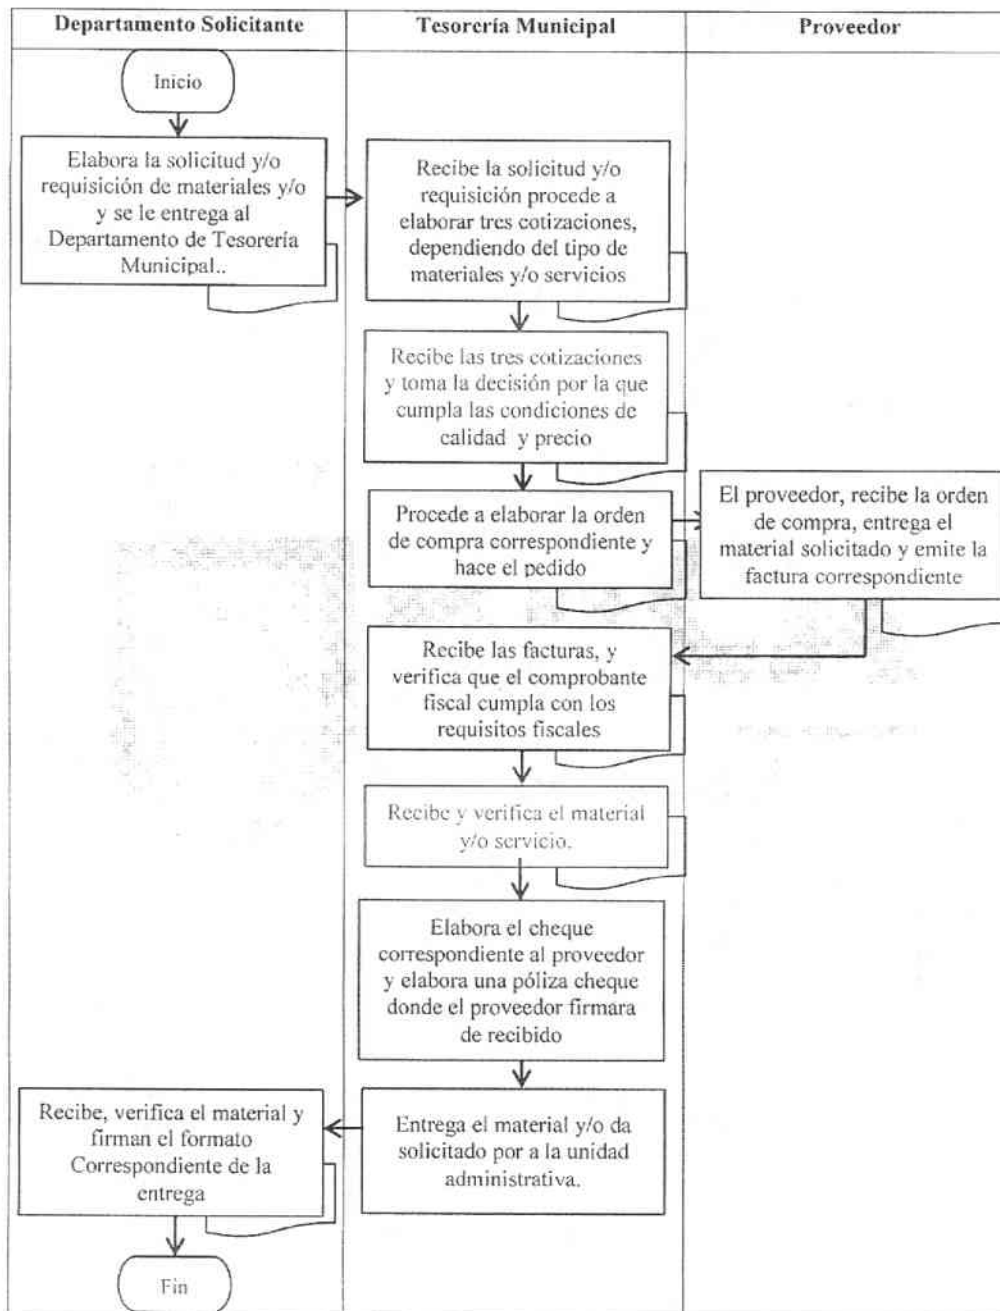 Departamento Solicitante
Tesorería Municipal
Proveedor
Inicio
Elabora la solicitud y/o
requisición de materiales y/o
y se le entrega al
Departamento de Tesorería
Municipal..
Recibe la solicitud y/o
requisición procede a
elaborar tres cotizaciones,
dependiendo del tipo de
materiales y/o servicios
Recibe las tres cotizaciones
y toma la decisión por la que
cumpla las condiciones de
calidad y precio
Procede a elaborar la orden
de compra correspondiente y
hace el pedido
El proveedor, recibe la orden
de compra, entrega el
material solicitado y emite la
factura correspondiente
Recibe las facturas, y
verifica que el comprobante
fiscal cumpla con los
requisitos fiscales
Recibe y verifica el material
y/o servicio.
Elabora el cheque
correspondiente al proveedor
y elabora una póliza cheque
donde el proveedor firmara
de recibido
Entrega el material y/o da
solicitado por a la unidad
administrativa.
Recibe, verifica el material y
firman el formato
Correspondiente de la
entrega
Fin